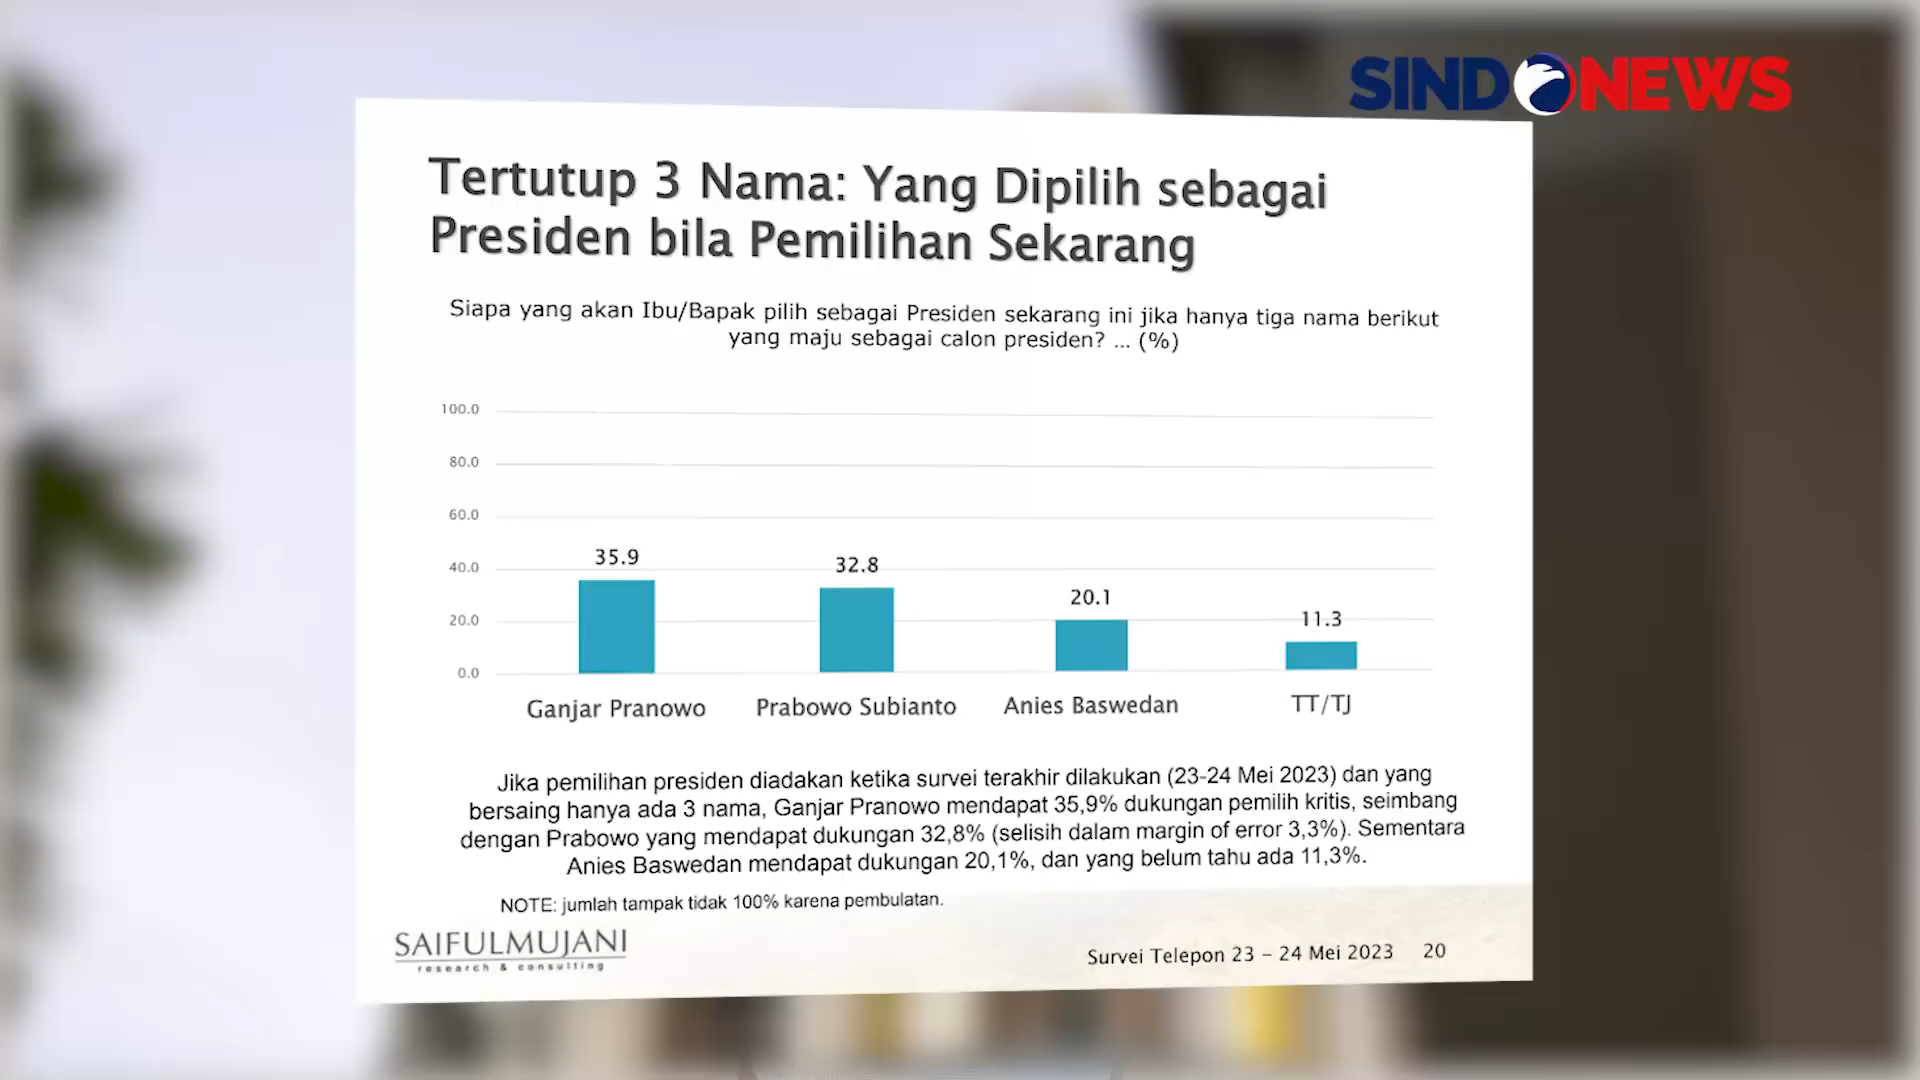 SINDONEWS
Tertutup 3 Nama: Yang Dipilih sebagai
Presiden bila Pemilihan Sekarang
Siapa yang akan Ibu/Bapak pilih sebagai Presiden sekarang ini jika hanya tiga nama berikut
yang maju sebagai calon presiden? ... (%)
100.0
80.0
60.0
40.0
20.0
0.0
35.9
32.8
20.1
11.3
Ganjar Pranowo
Prabowo Subianto
Anies Baswedan
TT/TJ
Jika pemilihan presiden diadakan ketika survei terakhir dilakukan (23-24 Mei 2023) dan yang
bersaing hanya ada 3 nama, Ganjar Pranowo mendapat 35,9% dukungan pemilih kritis, seimbang
dengan Prabowo yang mendapat dukungan 32,8% (selisih dalam margin of error 3,3%). Sementara
Anies Baswedan mendapat dukungan 20,1%, dan yang belum tahu ada 11,3%.
NOTE: jumlah tampak tidak 100% karena pembulatan.
SAIFULMUJANI
research & consulting
Survei Telepon 23 – 24 Mei 2023 20